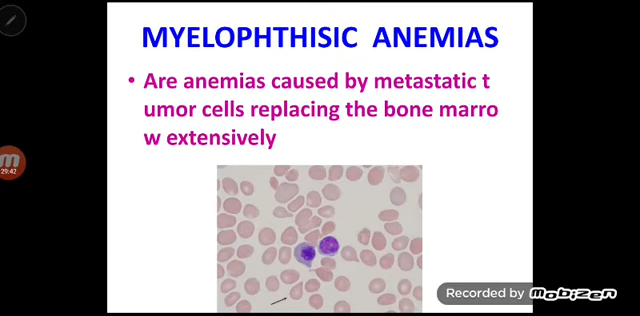 MYELOPHTHISIC ANEMIAS
• Are anemias caused by metastatic t
umor cells replacing the bone marro
w extensively
29:42
Recorded by Mobizen